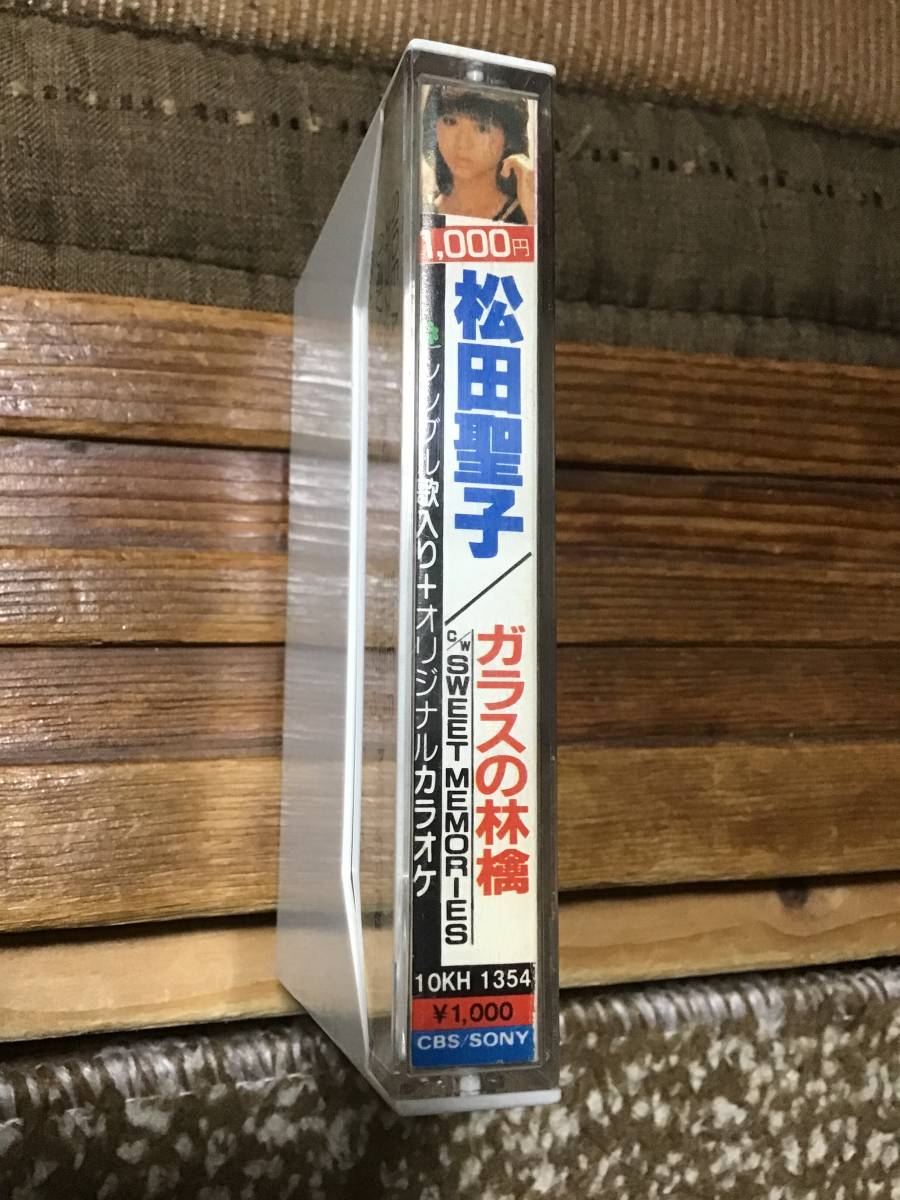 1,000円
松田聖子/ガラスの林檎
C/W SWEET MEMORIES
シングル歌入り+オリジナルカラオケ
10KH 1354
¥1,000
CBS/SONY